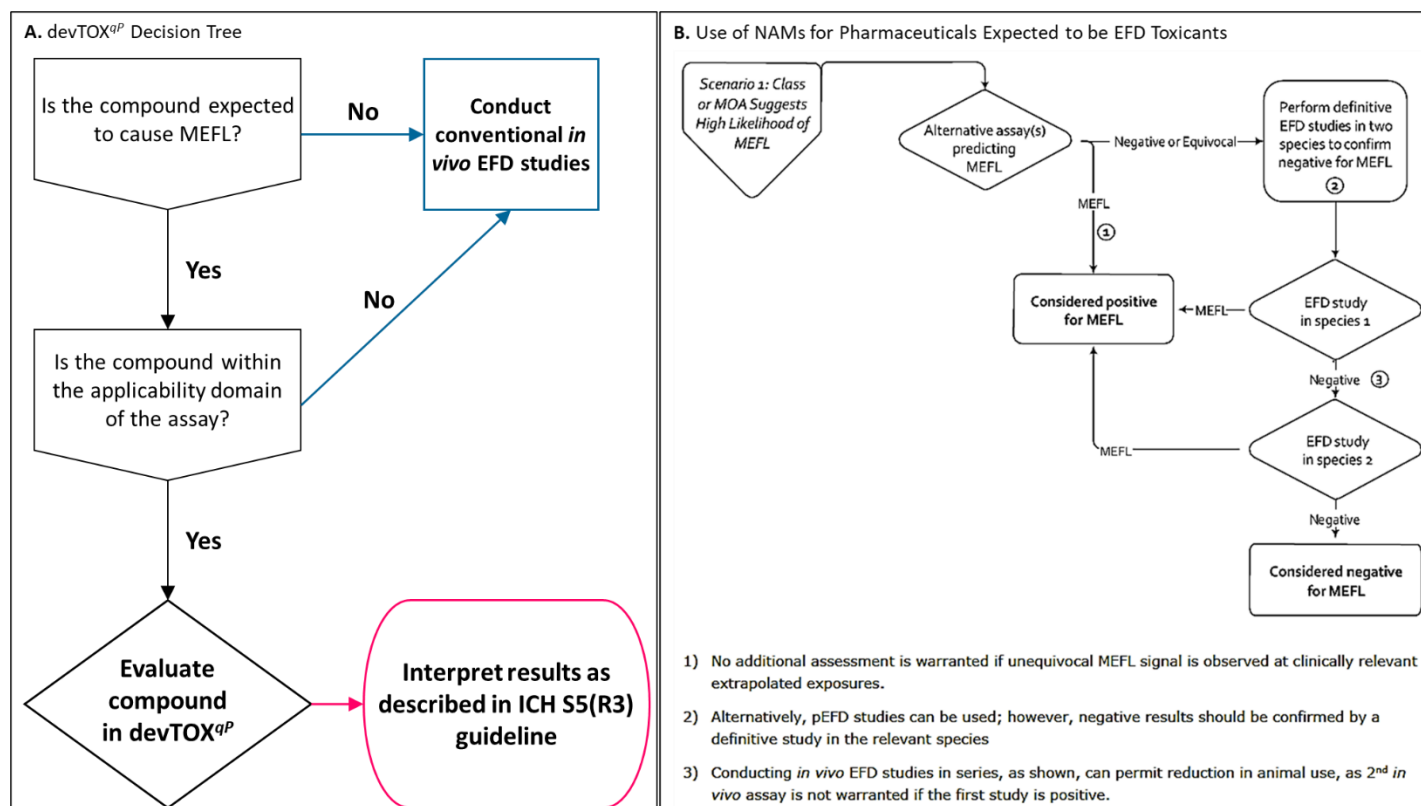 A. devTOXqP Decision Tree
Is the compound expected
to cause MEFL?
No
Conduct
conventional in
vivo EFD studies
Yes
No
Is the compound within
the applicability domain
of the assay?
Yes
Evaluate
compound
in devTOXqP
Interpret results as
described in ICH S5(R3)
guideline
B. Use of NAMs for Pharmaceuticals Expected to be EFD Toxicants
Scenario 1: Class
or MOA Suggests
High Likelihood of
MEFL
Alternative assay(s)
predicting
MEFL
Negative or Equivocal
Perform definitive
EFD studies in two
species to confirm
negative for MEFL
2
MEFL
1
Considered positive
for MEFL
MEFL
EFD study
in species 1
Negative 3
EFD study
in species 2
MEFL
Negative
Considered negative
for MEFL
1) No additional assessment is warranted if unequivocal MEFL signal is observed at clinically relevant
extrapolated exposures.
2) Alternatively, pEFD studies can be used; however, negative results should be confirmed by a
definitive study in the relevant species
3) Conducting in vivo EFD studies in series, as shown, can permit reduction in animal use, as 2nd in
vivo assay is not warranted if the first study is positive.